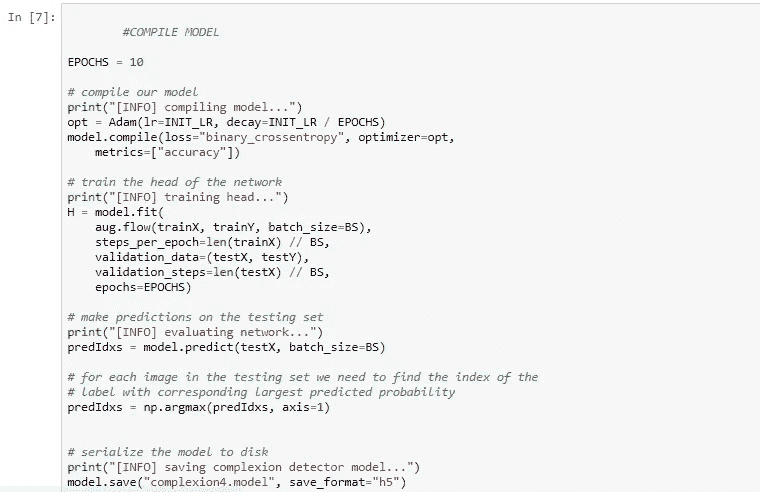 In [7]:
#COMPILE MODEL
EPOCHS = 10
# compile our model
print("[INFO] compiling model...")
opt = Adam(lr=INIT_LR, decay=INIT_LR / EPOCHS)
model.compile(loss="binary_crossentropy", optimizer=opt,
metrics=["accuracy"])
# train the head of the network
print("[INFO] training head...")
H = model.fit(
aug.flow(trainX, trainY, batch_size=BS),
steps_per_epoch=len(trainX) // BS,
validation_data=(testX, testY),
validation_steps=len(testX) // BS,
epochs=EPOCHS)
# make predictions on the testing set
print("[INFO] evaluating network...")
predIdxs = model.predict(testX, batch_size=BS)
# for each image in the testing set we need to find the index of the
# label with corresponding largest predicted probability
predIdxs = np.argmax(predIdxs, axis=1)
# serialize the model to disk
print("[INFO] saving complexion detector model...")
model.save("complexion4.model", save_format="h5")